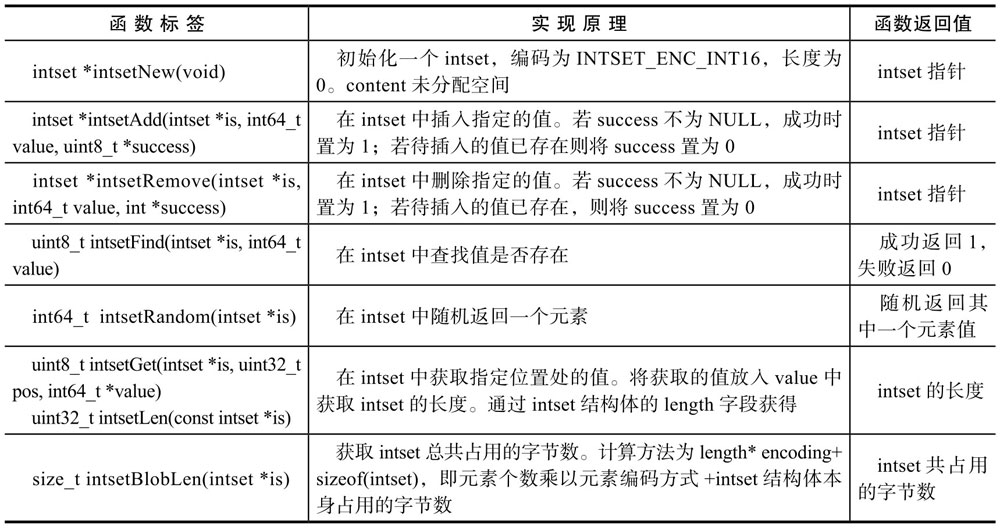 函数标签 实现原理 函数返回值
intset *intsetNew(void)
初始化一个 intset，编码为 INTSET_ENC_INT16，长度为
0。content 未分配空间
intset 指针
intset *intsetAdd(intset *is, int64_t
value, uint8_t *success)
在 intset 中插入指定的值。若 success 不为 NULL，成功时
置为 1；若待插入的值已存在则将 success 置为 0
intset 指针
intset *intsetRemove(intset *is,
int64_t value, int *success)
在 intset 中删除指定的值。若 success 不为 NULL，成功时
置为 1；若待插入的值已存在，则将 success 置为 0
intset 指针
uint8_t intsetFind(intset *is, int64_t
value)
在 intset 中查找值是否存在
成功返回 1，
失败返回 0
int64_t intsetRandom(intset *is)
在 intset 中随机返回一个元素
随机返回其
中一个元素值
uint8_t intsetGet(intset *is, uint32_t
pos, int64_t *value)
uint32_t intsetLen(const intset *is)
在 intset 中获取指定位置处的值。将获取的值放入 value 中
获取 intset 的长度。通过 intset 结构体的 length 字段获得
intset 的长度
size_t intsetBlobLen(intset *is)
获取 intset 总共占用的字节数。计算方法为 length* encoding+
sizeof(intset)，即元素个数乘以元素编码方式 +intset 结构体本
身占用的字节数
intset 共占用
的字节数